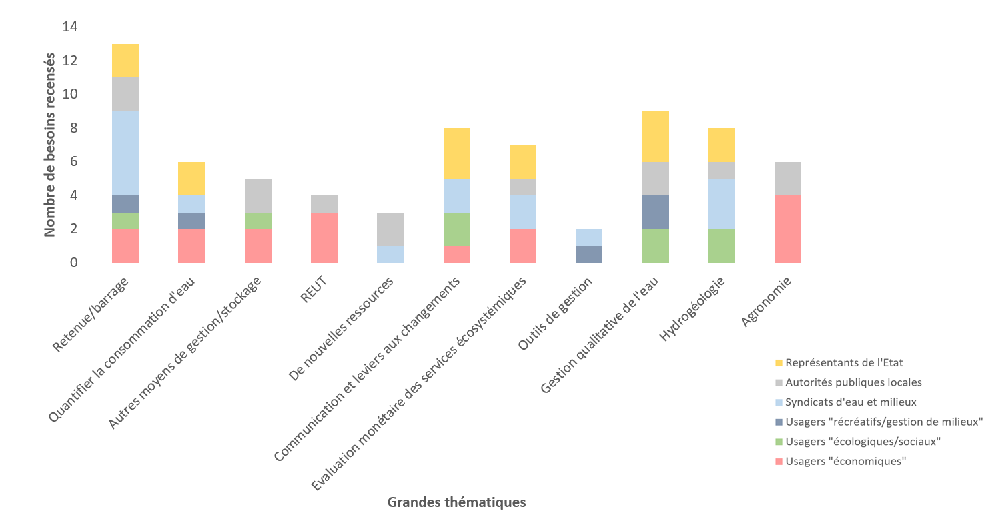 14
12
10
8
6
4
2
0
Nombre de besoins recensés
Retenue/barrage
Quantifier la consommation d'eau
Autres moyens de gestion/stockage
REUT
De nouvelles ressources
Communication et leviers aux changements
Evaluation monétaire des services écosystémiques
Outils de gestion
Gestion qualitative de l'eau
Hydrogéologie
Agronomie
Représentants de l'Etat
Autorités publiques locales
Syndicats d'eau et milieux
Usagers "récréatifs/gestion de milieux"
Usagers "écologiques/sociaux"
Usagers "économiques"
Grandes thématiques